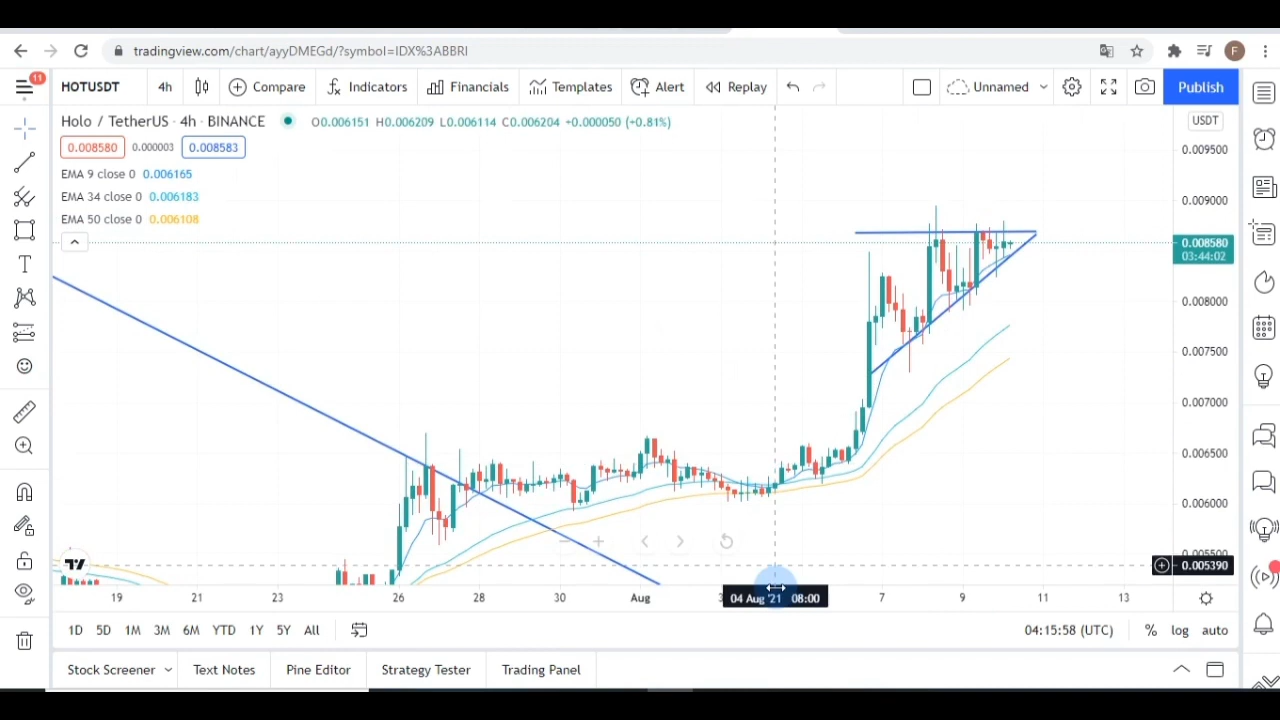 tradingview.com/chart/ayyDMEGd/?symbol=IDX%3ABBRI
F
11
HOTUSDT 4h Compare Indicators Financials Templates Alert Replay Unnamed Publish
Holo / TetherUS · 4h · BINANCE O0.006151 H0.006209 L0.006114 C0.006204 +0.000050 (+0.81%)
USDT
0.008580 0.000003 0.008583
EMA 9 close 0 0.006165
EMA 34 close 0 0.006183
EMA 50 close 0 0.006108
0.009500
0.009000
0.008580
03:44:02
0.008000
0.007500
0.007000
0.006500
0.006000
0.005390
19 21 23 26 28 30 Aug 04 Aug '21 08:00 7 9 11 13
1D 5D 1M 3M 6M YTD 1Y 5Y All 04:15:58 (UTC) % log auto
Stock Screener Text Notes Pine Editor Strategy Tester Trading Panel